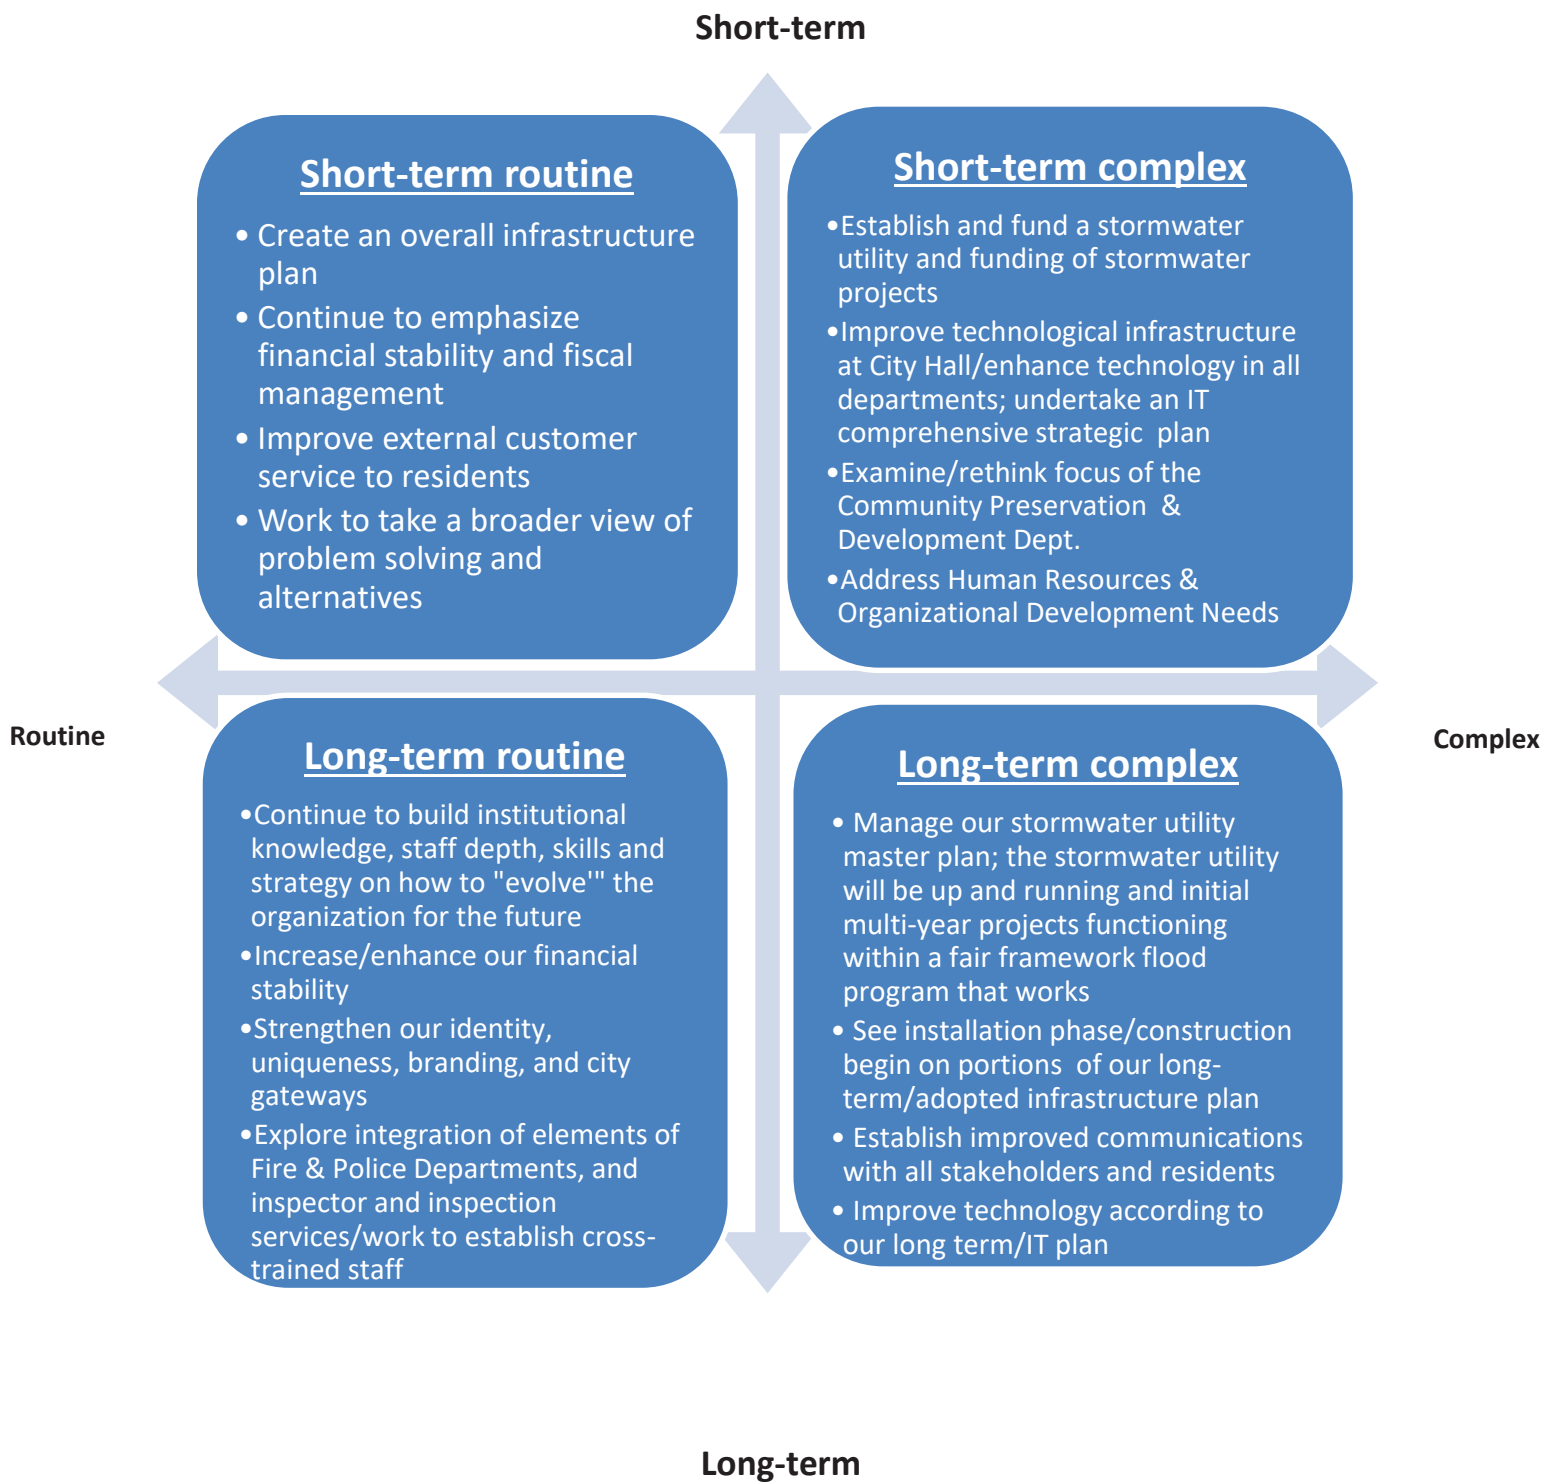 Short-term
Short-term routine
• Create an overall infrastructure
plan
• Continue to emphasize
financial stability and fiscal
management
• Improve external customer
service to residents
• Work to take a broader view of
problem solving and
alternatives
Short-term complex
•Establish and fund a stormwater
utility and funding of stormwater
projects
•Improve technological infrastructure
at City Hall/enhance technology in all
departments; undertake an IT
comprehensive strategic  plan
•Examine/rethink focus of the
Community Preservation  &
Development Dept.
•Address Human Resources &
Organizational Development Needs
Routine
Complex
Long-term routine
•Continue to build institutional
knowledge, staff depth, skills and
strategy on how to "evolve'" the
organization for the future
•Increase/enhance our financial
stability
•Strengthen our identity,
uniqueness, branding, and city
gateways
•Explore integration of elements of
Fire & Police Departments, and
inspector and inspection
services/work to establish cross-
trained staff
Long-term complex
• Manage our stormwater utility
master plan; the stormwater utility
will be up and running and initial
multi-year projects functioning
within a fair framework flood
program that works
• See installation phase/construction
begin on portions  of our long-
term/adopted infrastructure plan
• Establish improved communications
with all stakeholders and residents
• Improve technology according to
our long term/IT plan
Long-term